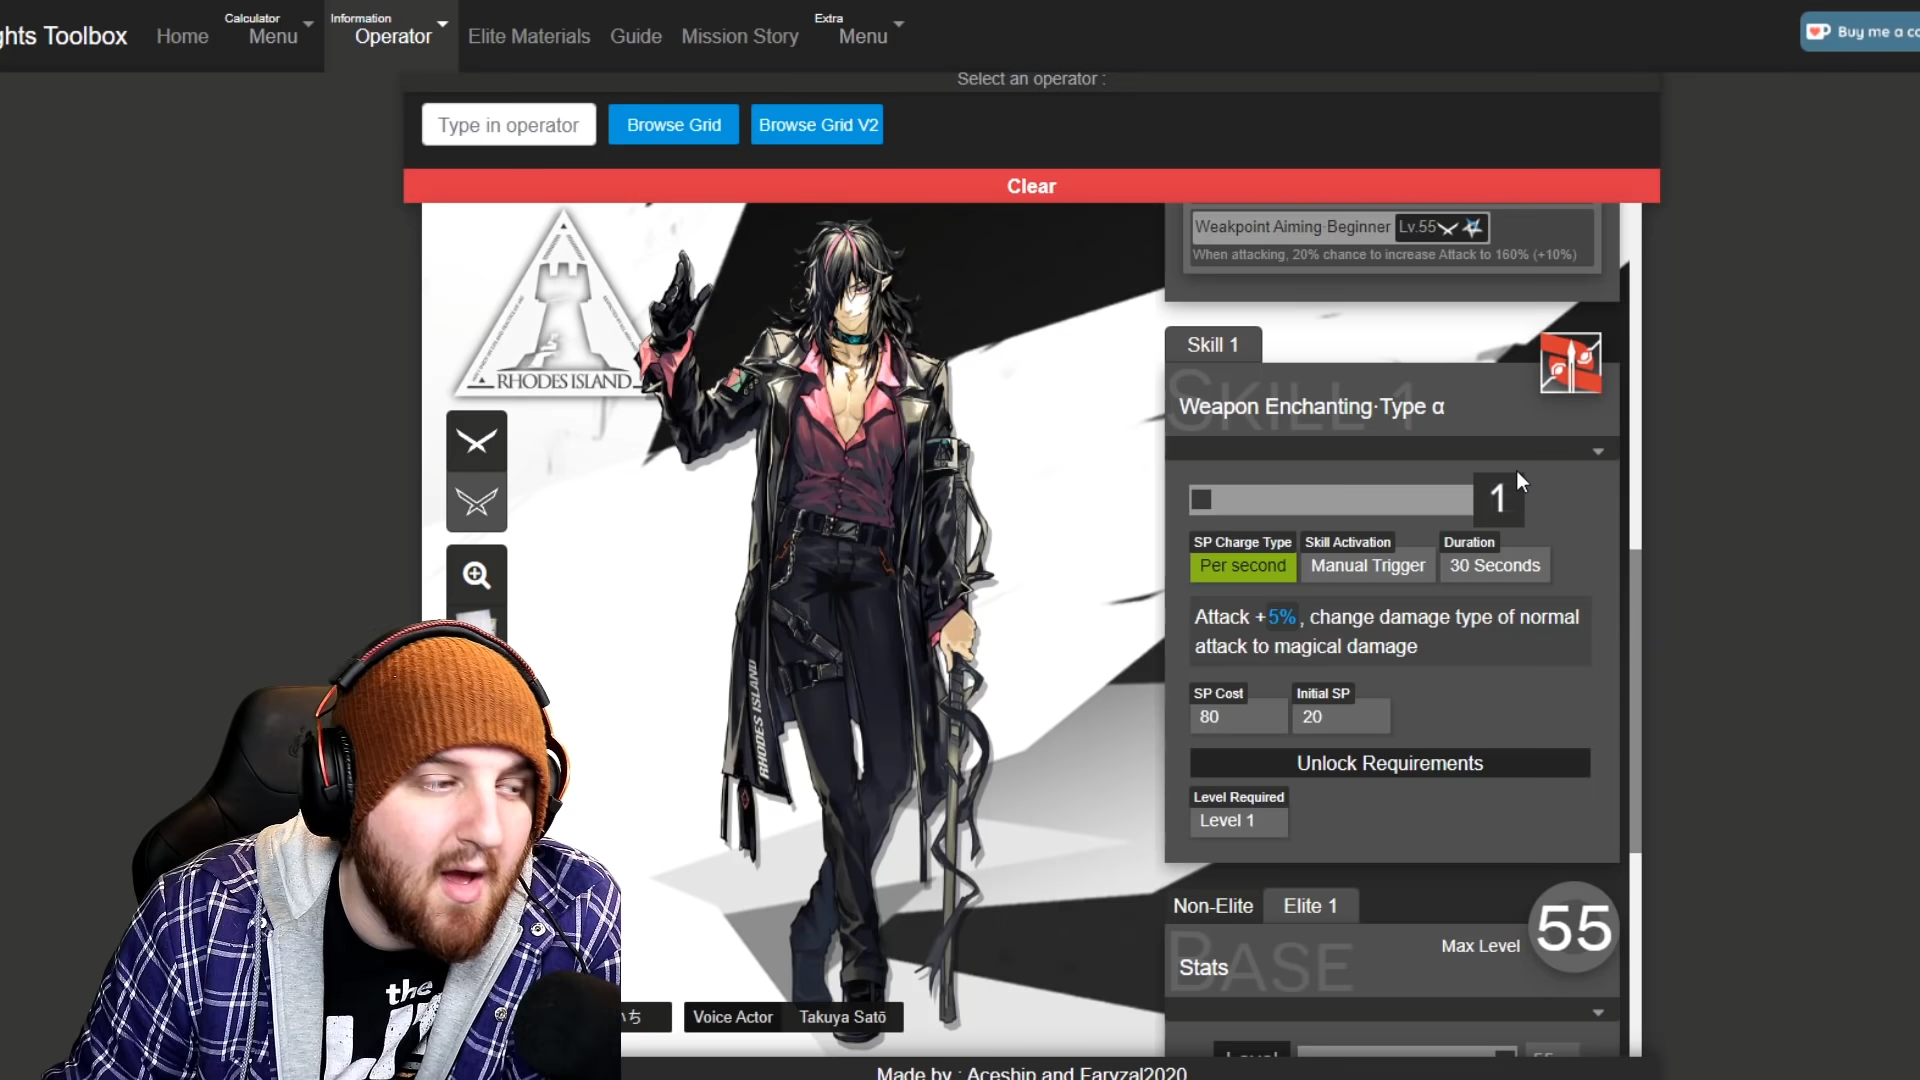 ghts Toolbox
Home
Calculator
Menu
Information
Operator
Elite Materials
Guide
Mission Story
Extra
Menu
Buy me a co
Select an operator :
Type in operator
Browse Grid
Browse Grid V2
Clear
RHODES ISLAND
Weakpoint Aiming·Beginner Lv.55
When attacking, 20% chance to increase Attack to 160% (+10%)
Skill 1
SKILL 1
Weapon Enchanting·Type α
1
SP Charge Type
Per second
Skill Activation
Manual Trigger
Duration
30 Seconds
Attack +5%, change damage type of normal
attack to magical damage
SP Cost
80
Initial SP
20
Unlock Requirements
Level Required
Level 1
RHODES ISLAND
Non-Elite
Elite 1
BASE
Stats
Max Level
55
the
いち
Voice Actor
Takuya Satō
Level
55
Made by : Aceship and Faryzal2020